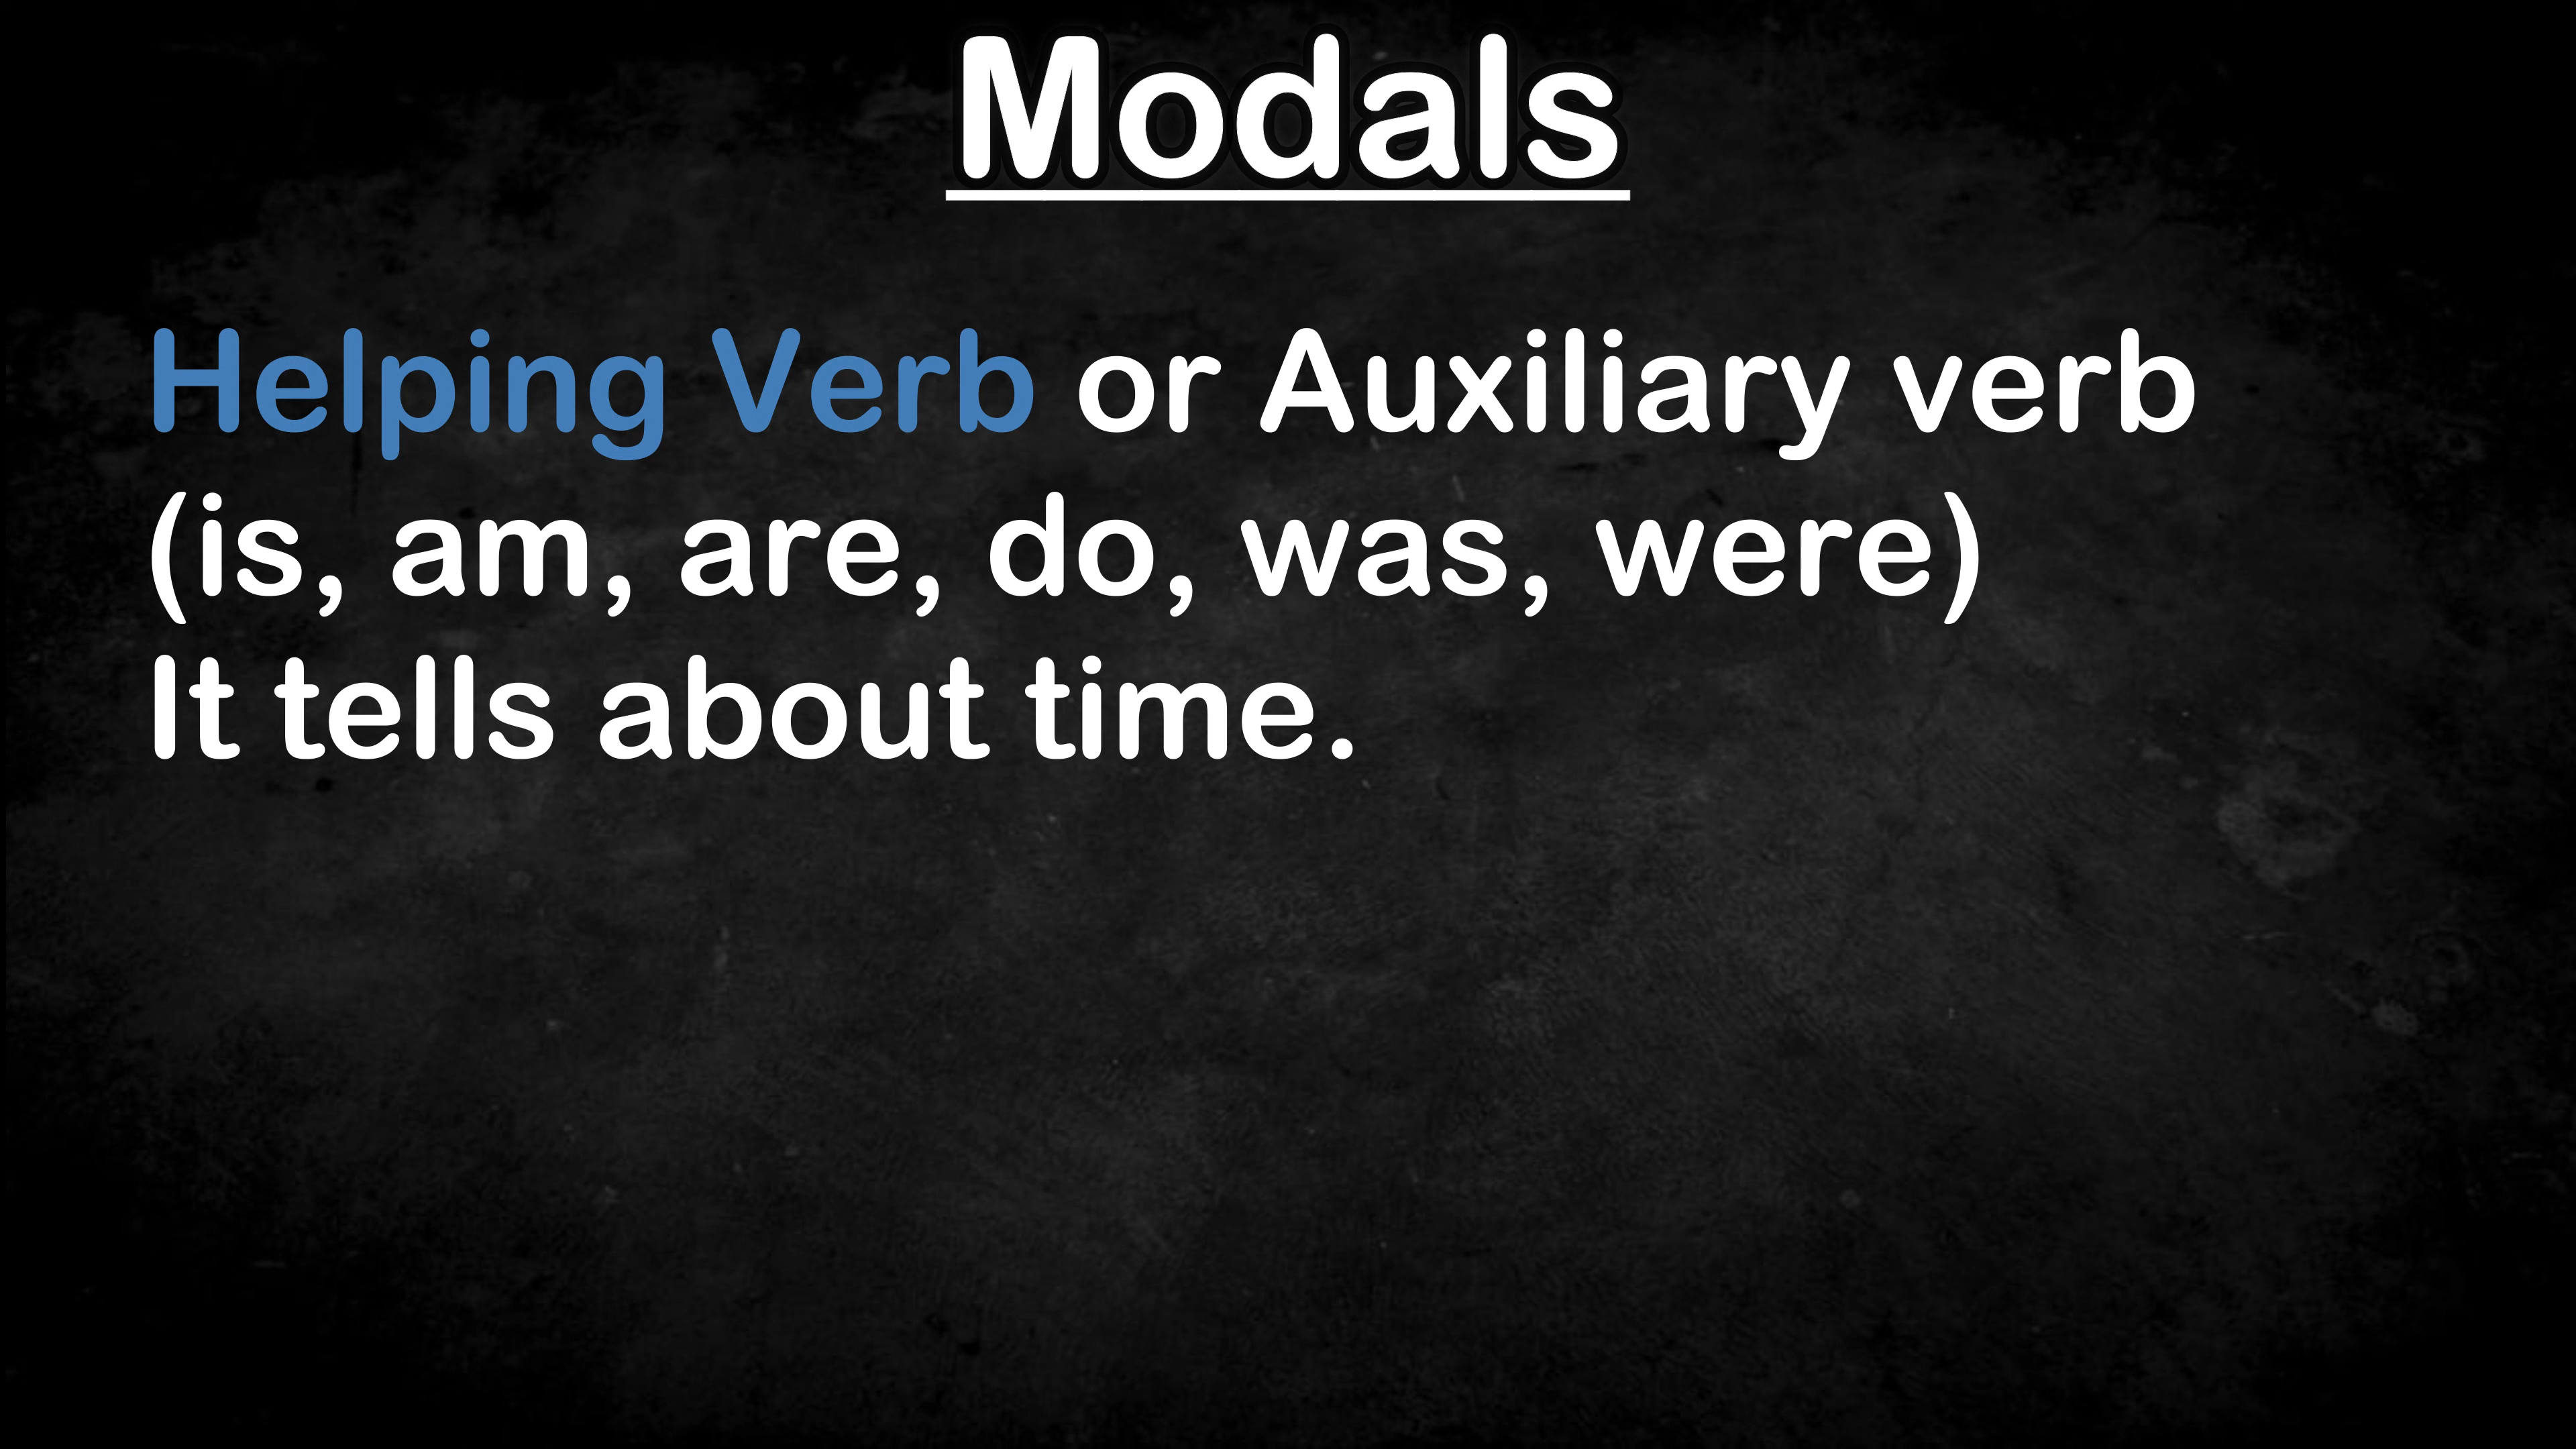 Modals
Helping Verb or Auxiliary verb
(is, am, are, do, was, were)
It tells about time.